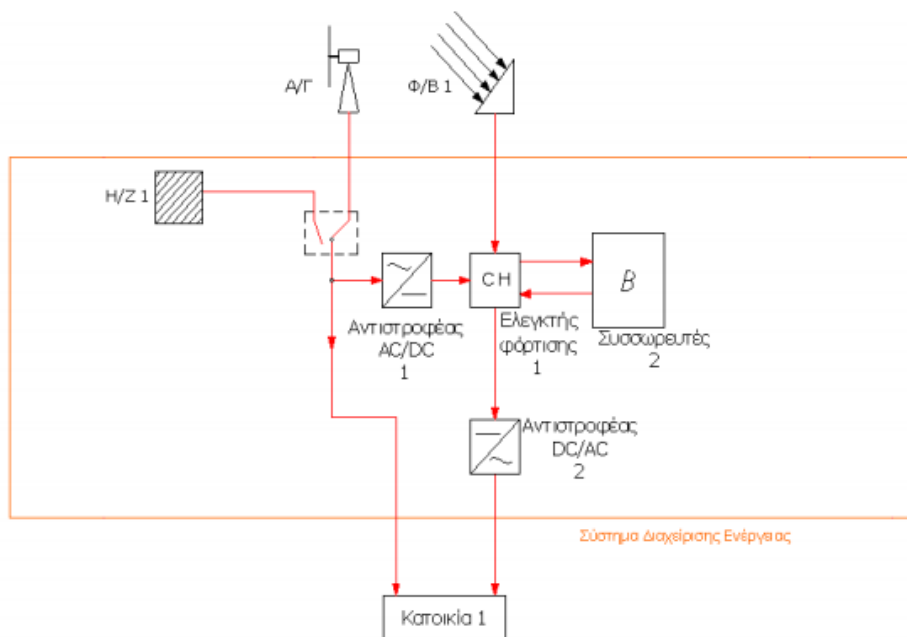 Α/Γ
Φ/Β 1
Η/Ζ 1
CH
B
Αντιστροφέας
AC/DC
1
Ελεγκτής
φόρτισης
1
Συσσωρευτές
2
Αντιστροφέας
DC/AC
2
Σύστημα Διαχείρισης Ενέργειας
Κατοικία 1